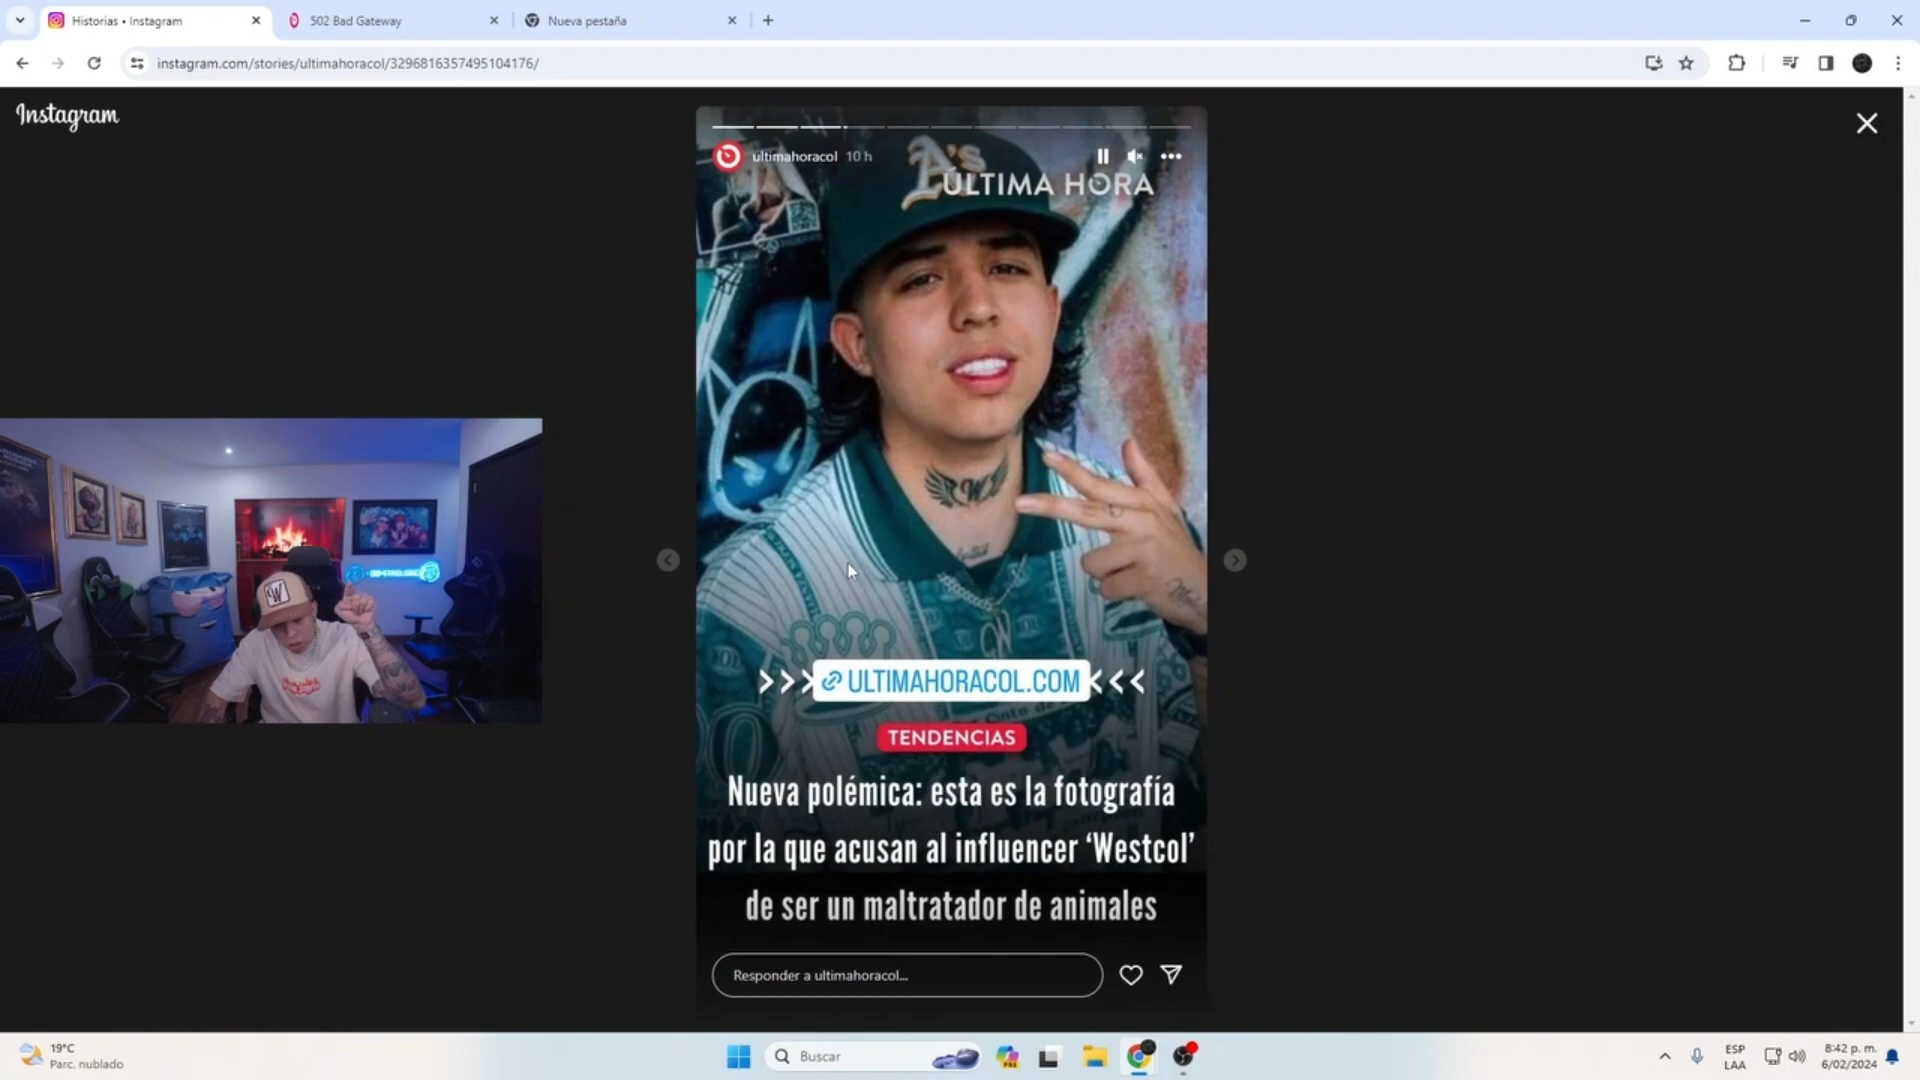 Historias • Instagram
502 Bad Gateway
Nueva pestaña
instagram.com/stories/ultimahoracol/3296816357495104176/
Instagram
ultimahoracol 10 h
A's
ÚLTIMA HORA
W
ULTIMAHORACOL.COM
TENDENCIAS
Nueva polémica: esta es la fotografía
por la que acusan al influencer ‘Westcol’
de ser un maltratador de animales
Responder a ultimahoracol...
19°C
Parc. nublado
Buscar
PRE
ESP
LAA
8:42 p. m.
6/02/2024